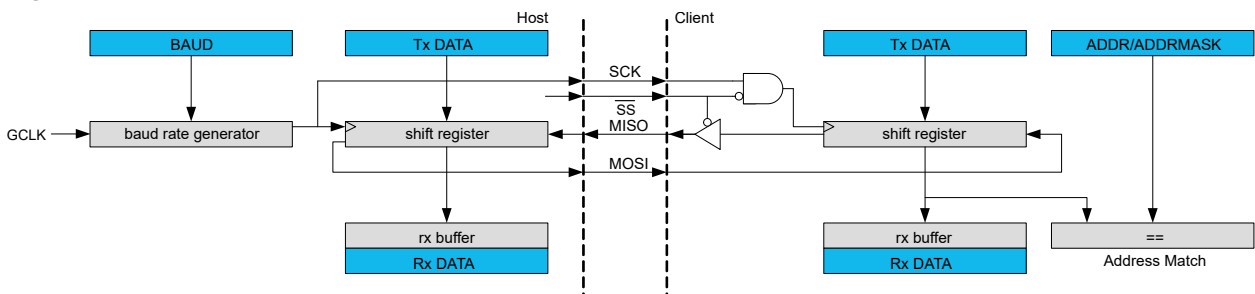 Host
Client
BAUD
Tx DATA
Tx DATA
ADDR/ADDRMASK
SCK
SS
GCLK
baud rate generator
shift register
MISO
shift register
MOSI
rx buffer
rx buffer
==
Rx DATA
Rx DATA
Address Match